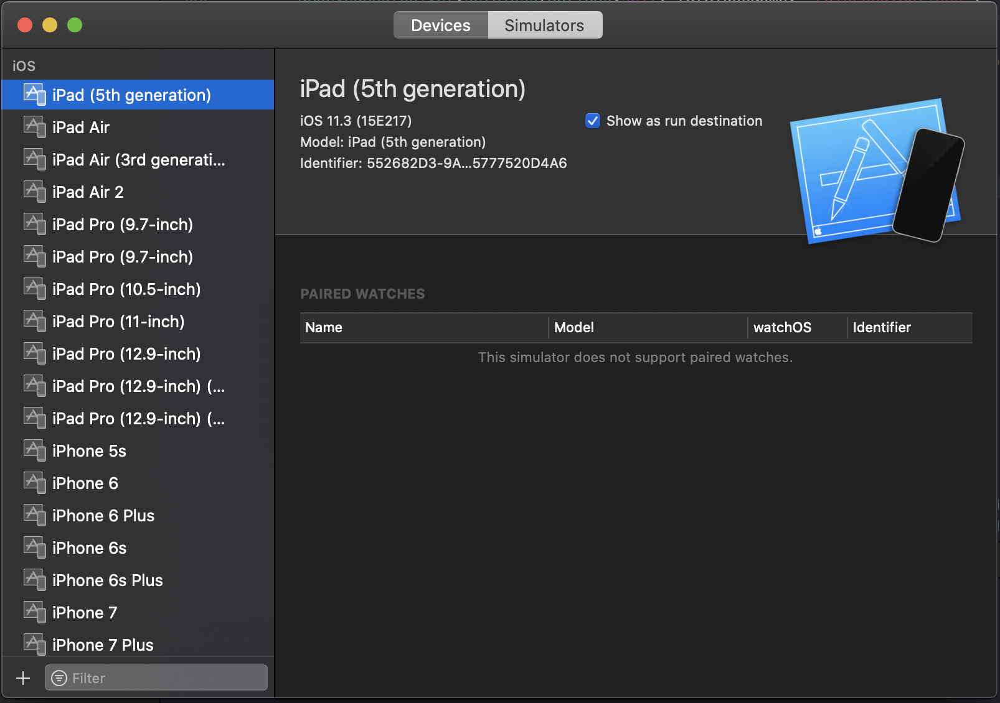 Devices Simulators
iOS
iPad (5th generation)
iPad Air
iPad Air (3rd generati...
iPad Air 2
iPad Pro (9.7-inch)
iPad Pro (9.7-inch)
iPad Pro (10.5-inch)
iPad Pro (11-inch)
iPad Pro (12.9-inch)
iPad Pro (12.9-inch) (...
iPad Pro (12.9-inch) (...
iPhone 5s
iPhone 6
iPhone 6 Plus
iPhone 6s
iPhone 6s Plus
iPhone 7
iPhone 7 Plus
Filter
iPad (5th generation)
iOS 11.3 (15E217)
Show as run destination
Model: iPad (5th generation)
Identifier: 552682D3-9A...5777520D4A6
PAIRED WATCHES
Name Model watchOS Identifier
This simulator does not support paired watches.